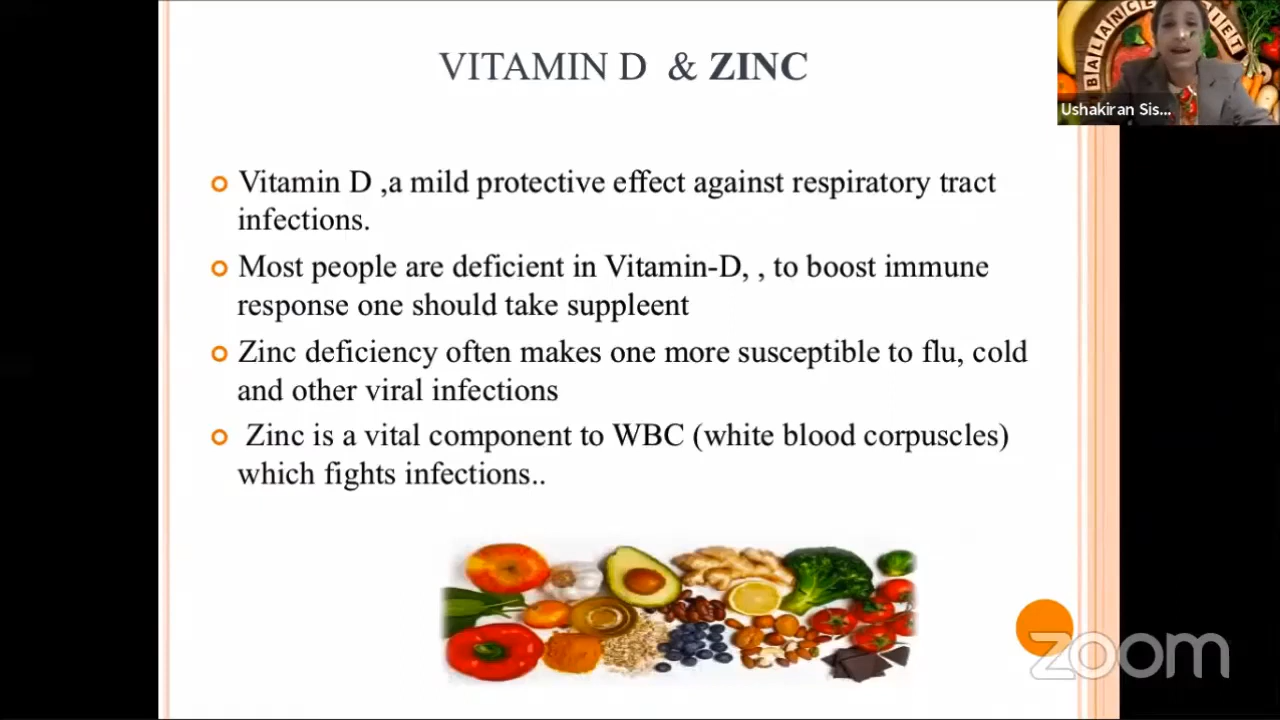 VITAMIN D & ZINC
Vitamin D ,a mild protective effect against respiratory tract
infections.
Most people are deficient in Vitamin-D, , to boost immune
response one should take suppleent
Zinc deficiency often makes one more susceptible to flu, cold
and other viral infections
Zinc is a vital component to WBC (white blood corpuscles)
which fights infections..
BALANCE DIET
Ushakiran Sis...
zoom